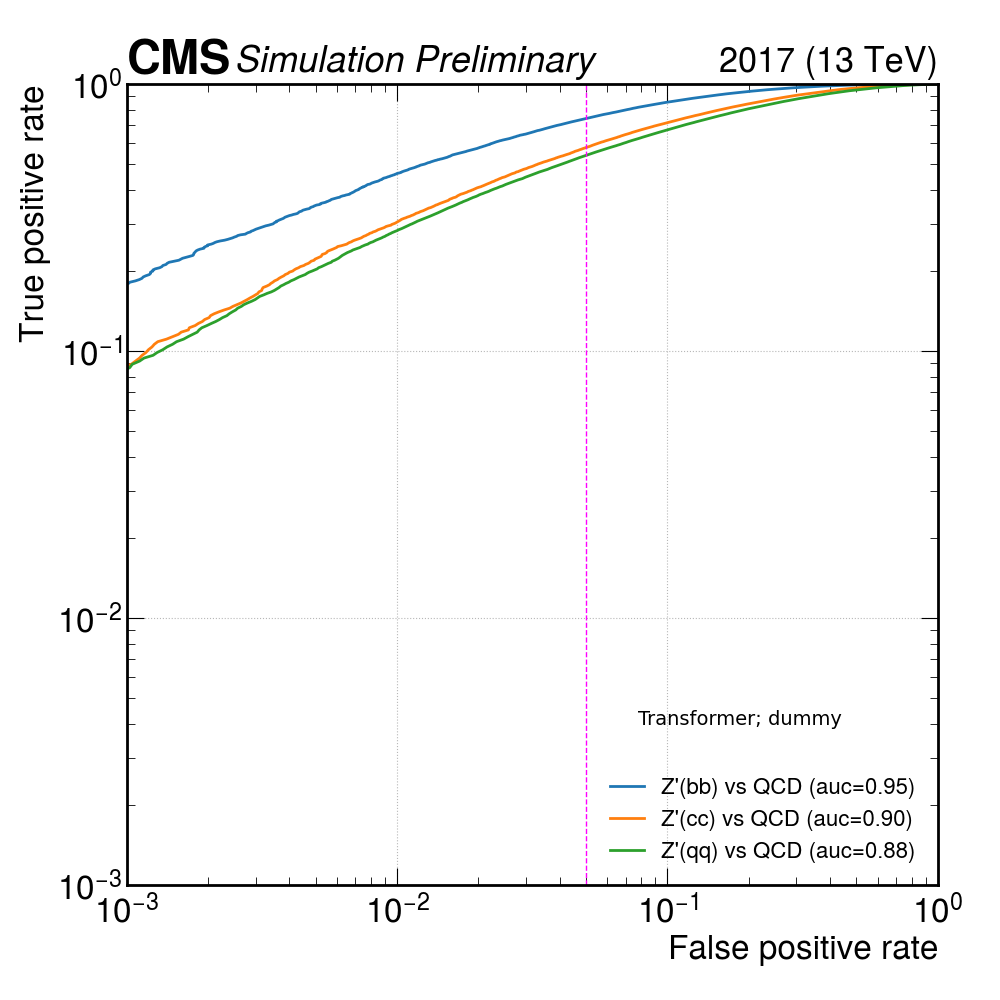 CMS Simulation Preliminary 2017 (13 TeV)
True positive rate
10⁰
10⁻¹
10⁻²
10⁻³
Transformer; dummy
Z'(bb) vs QCD (auc=0.95)
Z'(cc) vs QCD (auc=0.90)
Z'(qq) vs QCD (auc=0.88)
10⁻³ 10⁻² 10⁻¹ 10⁰
False positive rate